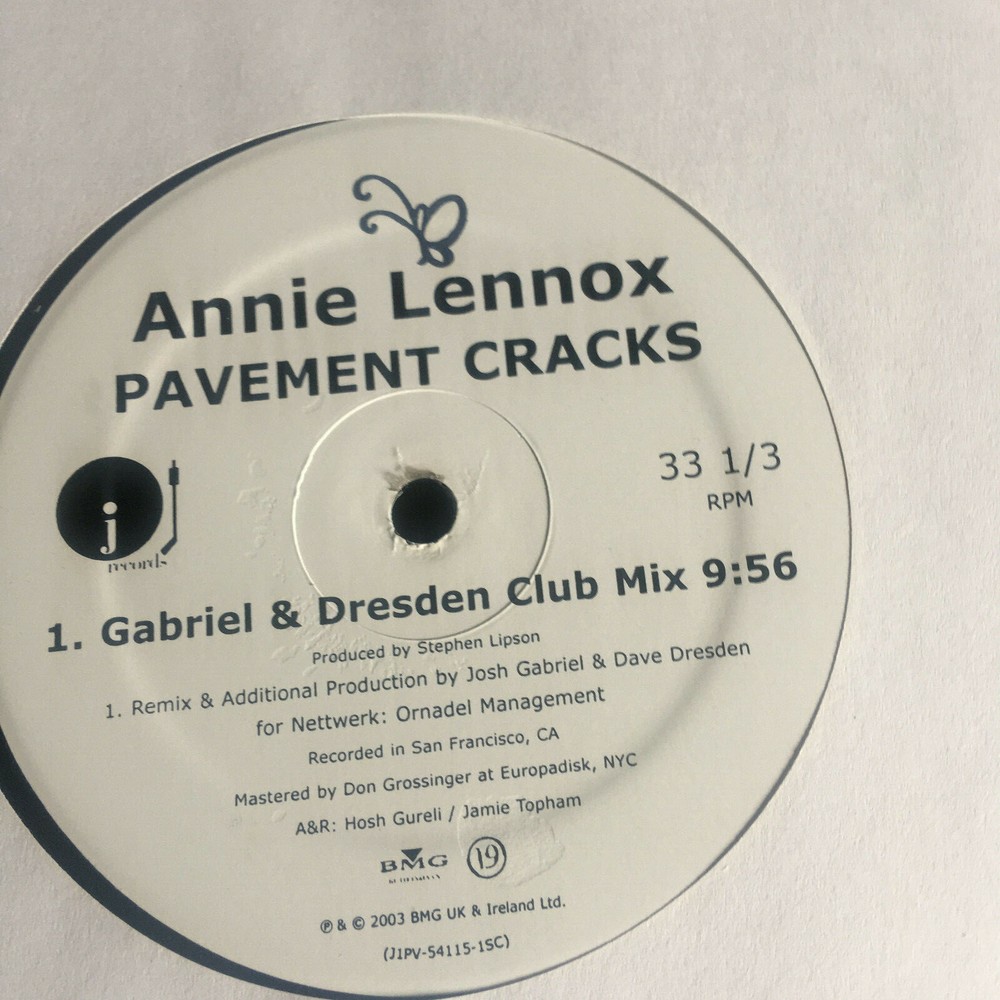 Annie Lennox
PAVEMENT CRACKS
33 1/3
RPM
j
records
1. Gabriel & Dresden Club Mix 9:56
Produced by Stephen Lipson
1. Remix & Additional Production by Josh Gabriel & Dave Dresden
for Nettwerk: Ornadel Management
Recorded in San Francisco, CA
Mastered by Don Grossinger at Europadisk, NYC
A&R: Hosh Gureli / Jamie Topham
BMG 19
℗ & © 2003 BMG UK & Ireland Ltd.
(J1PV-54115-1SC)